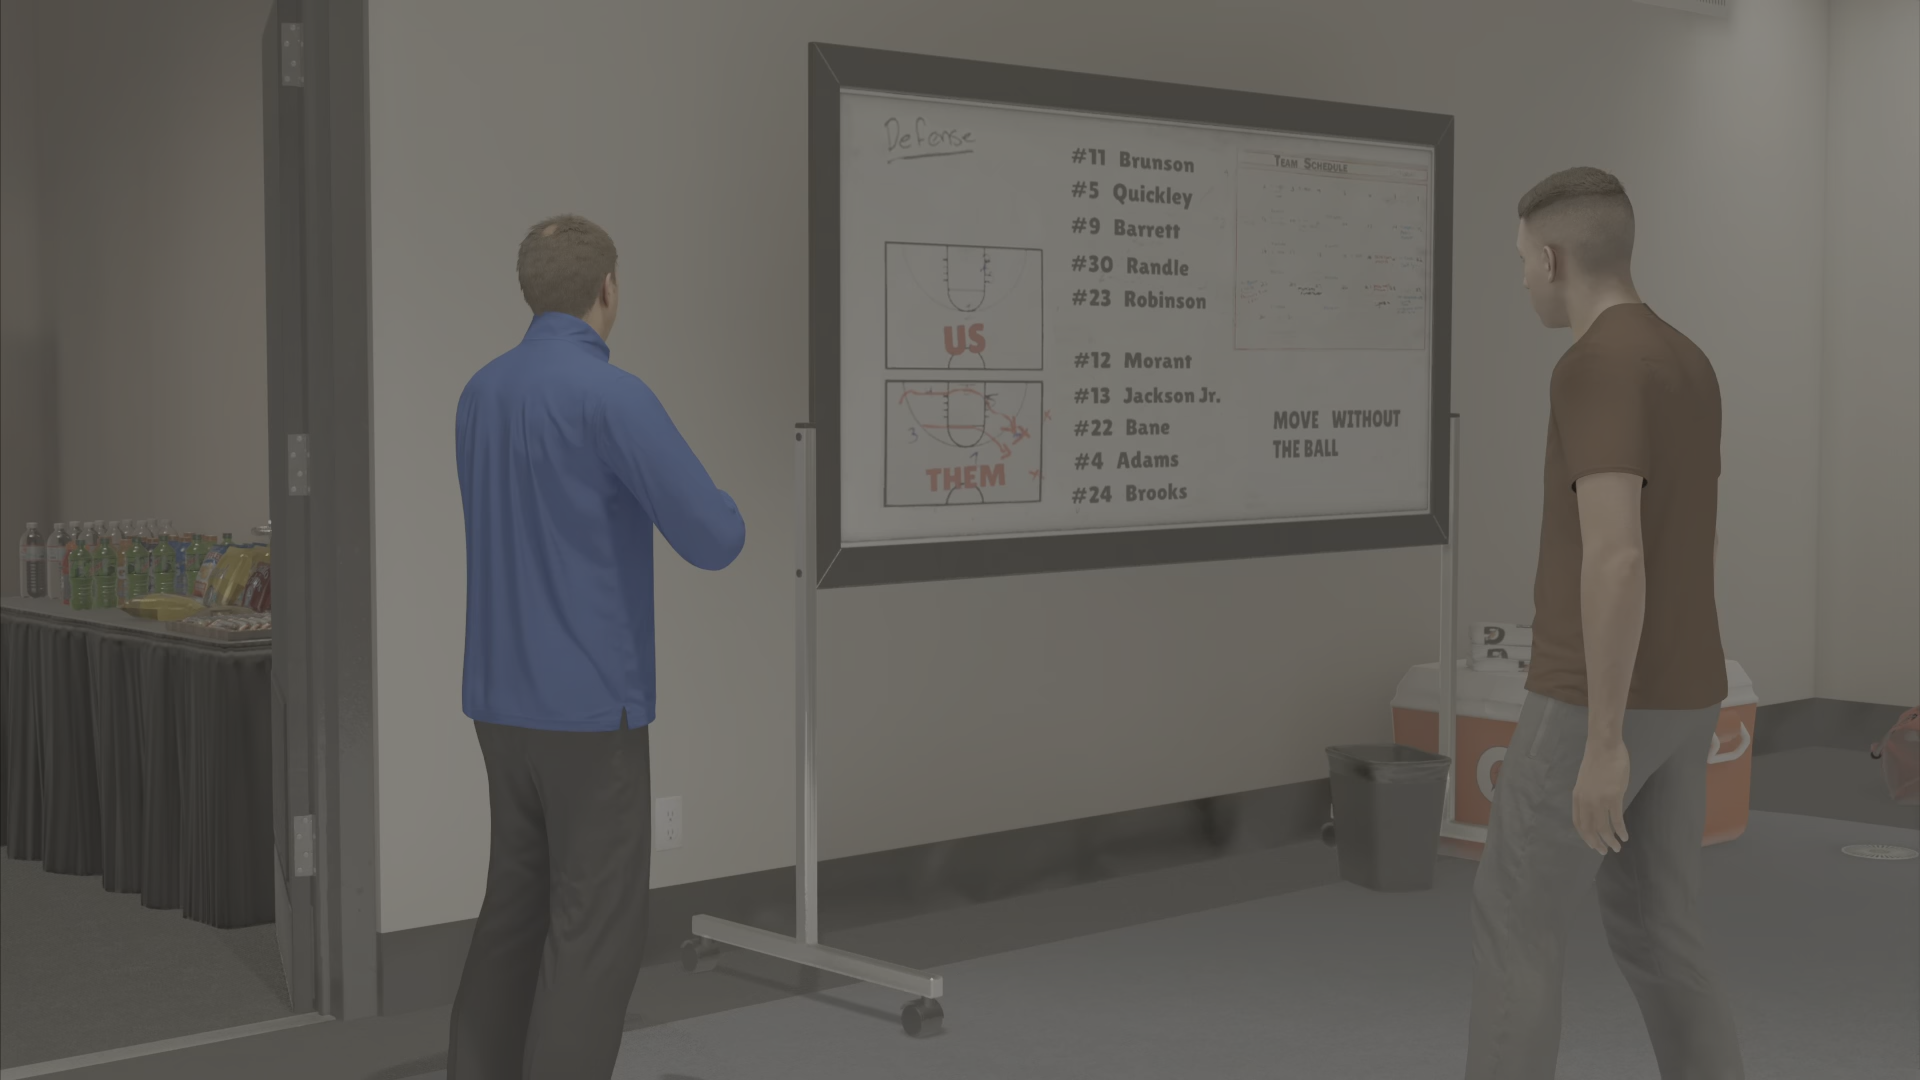 Defense
US
THEM
#11 Brunson
#5 Quickley
#9 Barrett
#30 Randle
#23 Robinson
#12 Morant
#13 Jackson Jr.
#22 Bane
#4 Adams
#24 Brooks
TEAM SCHEDULE
MOVE WITHOUT
THE BALL